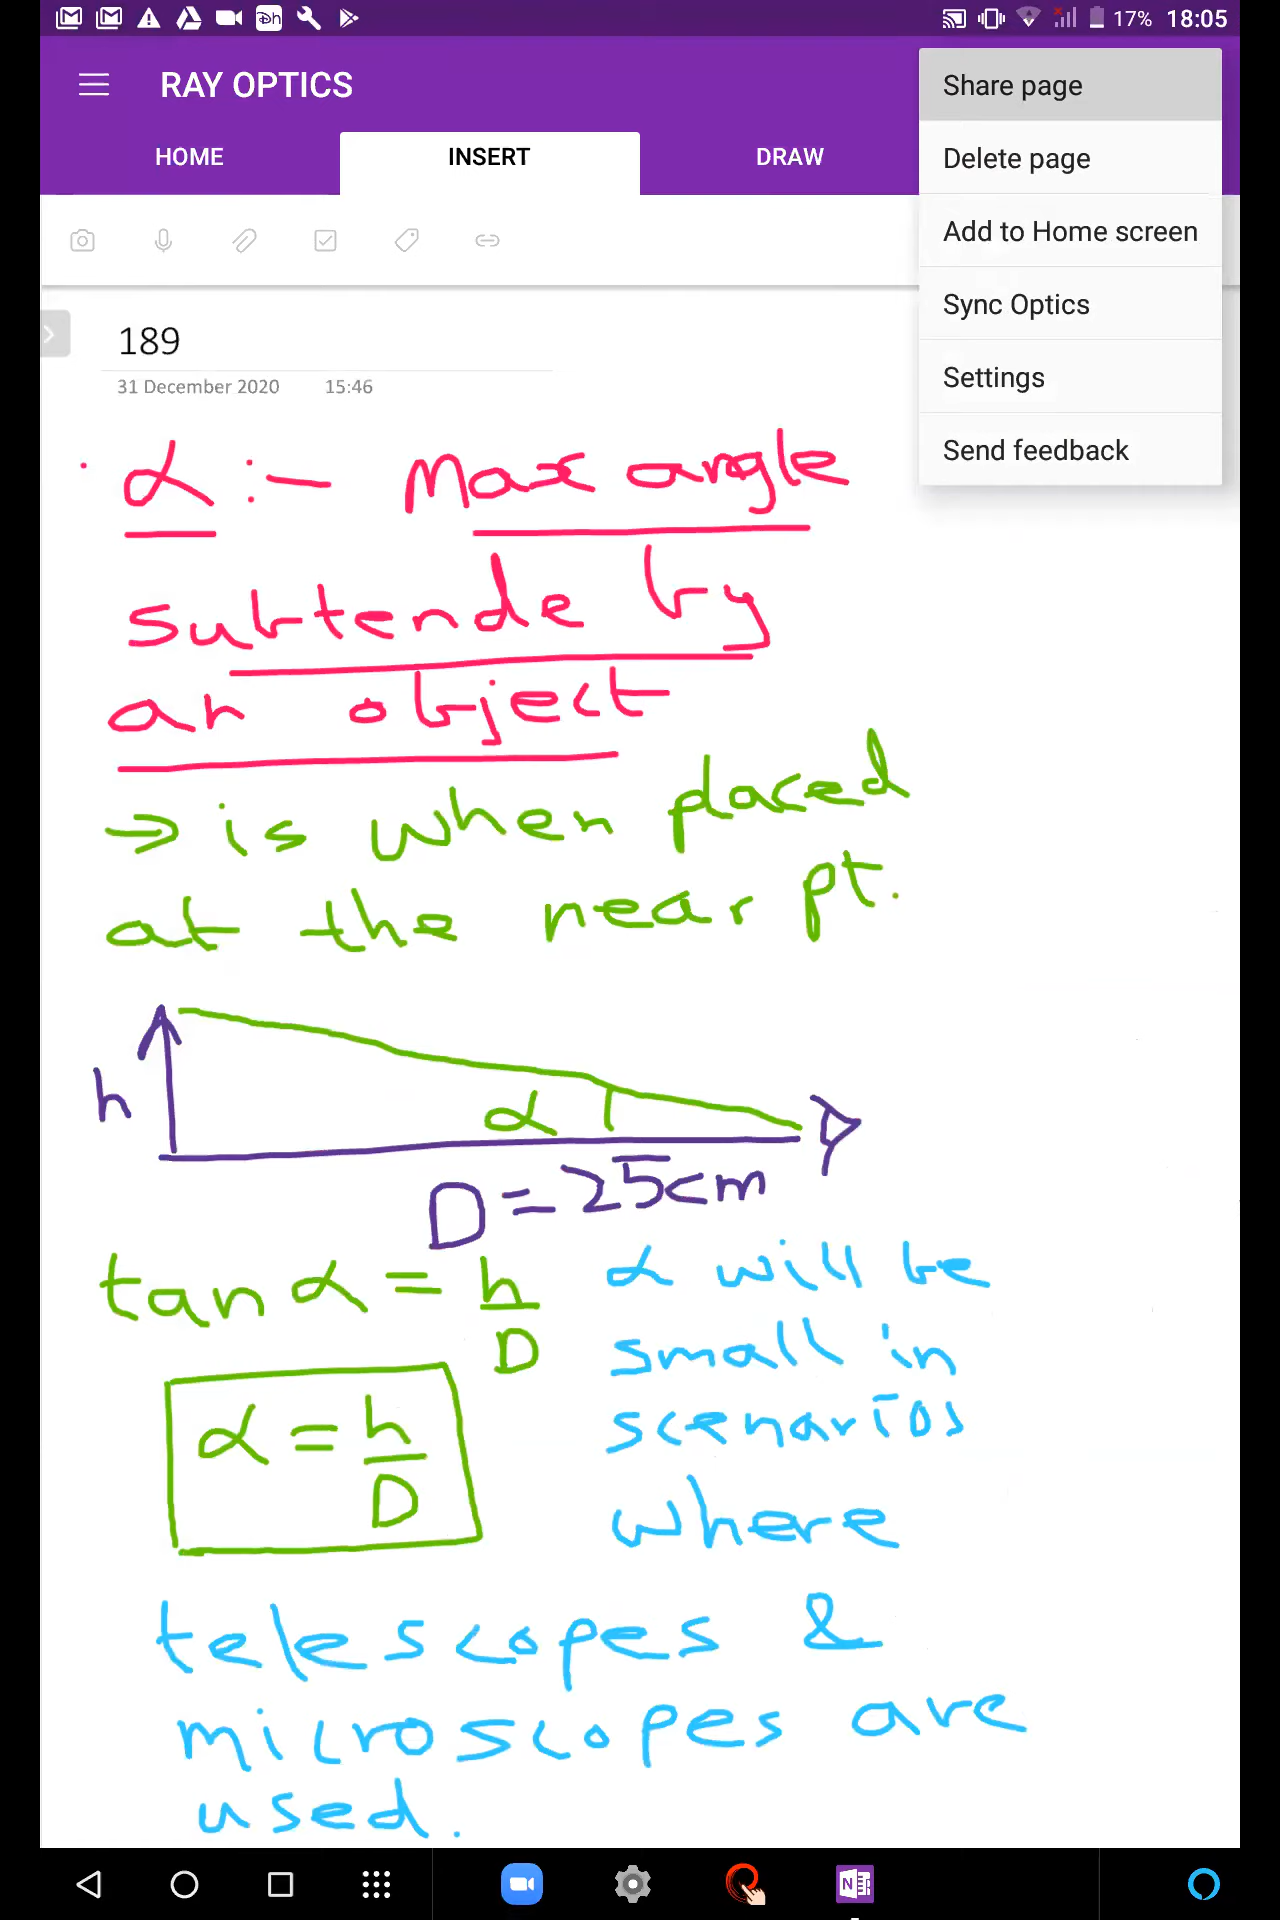 17% 18:05
RAY OPTICS
HOME INSERT DRAW
Share page
Delete page
Add to Home screen
Sync Optics
Settings
Send feedback
189
31 December 2020 15:46
α :- Max angle
subtende by
an object
→ is when placed
at the near pt.
h
α
D = 25cm
tan α = h/D
α = h/D
α will be
small in
scenarios
where
telescopes &
microscopes are
used.